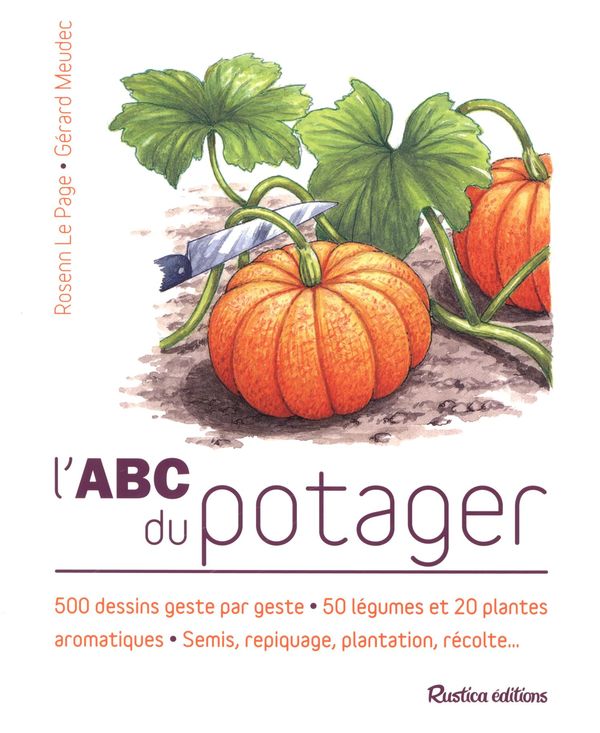 Rosenn Le Page • Gérard Meudec
l'ABC
du potager
500 dessins geste par geste • 50 légumes et 20 plantes
aromatiques • Semis, repiquage, plantation, récolte...
Rustica éditions